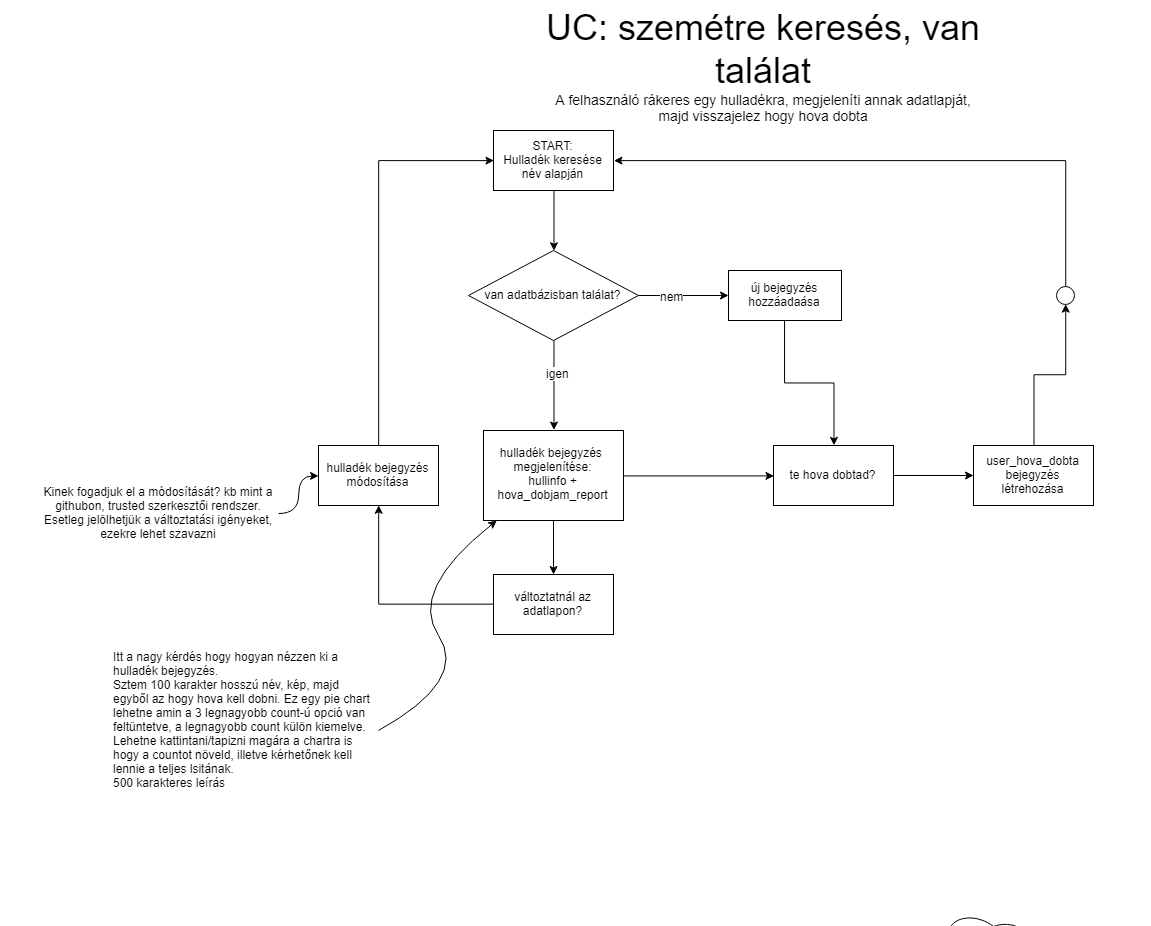 UC: szemétre keresés, van
találat
A felhasználó rákeres egy hulladékra, megjeleníti annak adatlapját,
majd visszajelez hogy hova dobta
START:
Hulladék keresése
név alapján
van adatbázisban találat?
nem
új bejegyzés
hozzáadaása
igen
hulladék bejegyzés
megjelenítése:
hullinfo +
hova_dobjam_report
te hova dobtad?
user_hova_dobta
bejegyzés
létrehozása
hulladék bejegyzés
módosítása
Kinek fogadjuk el a módosítását? kb mint a
githubon, trusted szerkesztői rendszer.
Esetleg jelölhetjük a változtatási igényeket,
ezekre lehet szavazni
változtatnál az
adatlapon?
Itt a nagy kérdés hogy hogyan nézzen ki a
hulladék bejegyzés.
Sztem 100 karakter hosszú név, kép, majd
egyből az hogy hova kell dobni. Ez egy pie chart
lehetne amin a 3 legnagyobb count-ú opció van
feltüntetve, a legnagyobb count külön kiemelve.
Lehetne kattintani/tapizni magára a chartra is
hogy a countot növeld, illetve kérhetőnek kell
lennie a teljes lsitának.
500 karakteres leírás